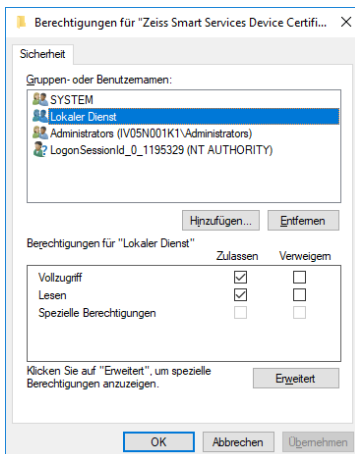 Berechtigungen für "Zeiss Smart Services Device Certifi...
Sicherheit
Gruppen- oder Benutzernamen:
SYSTEM
Lokaler Dienst
Administrators (IV05N001K1\Administrators)
LogonSessionId_0_1195329 (NT AUTHORITY)
Hinzufügen... Entfernen
Berechtigungen für "Lokaler Dienst"
Zulassen Verweigern
Vollzugriff
Lesen
Spezielle Berechtigungen
Klicken Sie auf "Erweitert", um spezielle
Berechtigungen anzuzeigen.
Erweitert
OK Abbrechen Übernehmen